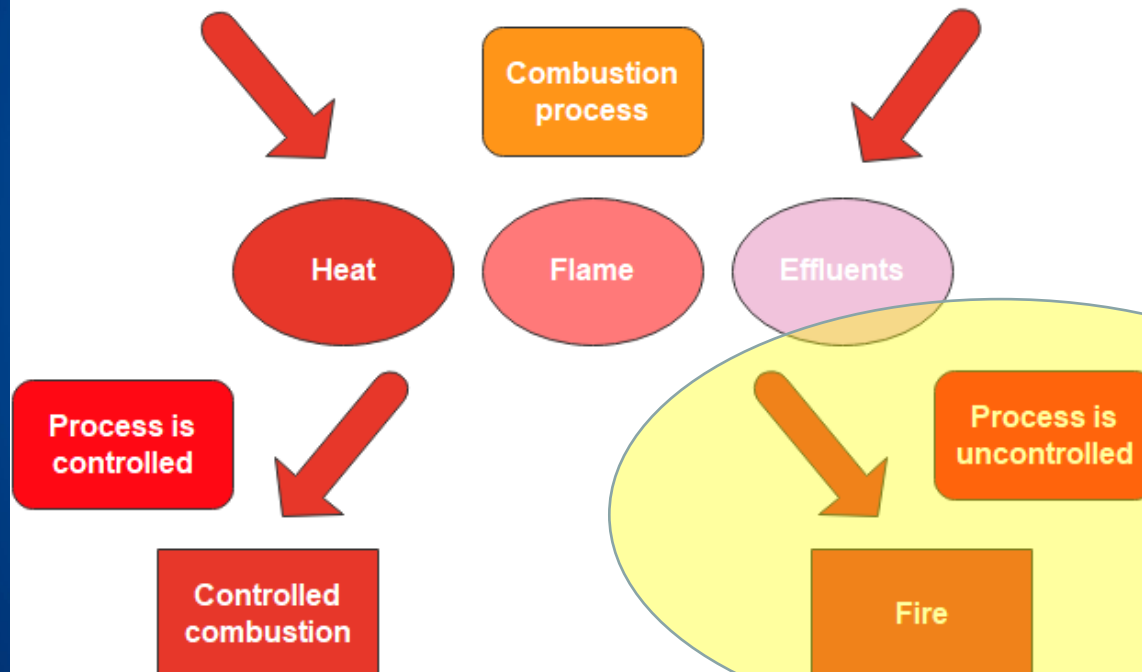 Combustion
process
Heat
Flame
Effluents
Process is
controlled
Process is
uncontrolled
Controlled
combustion
Fire